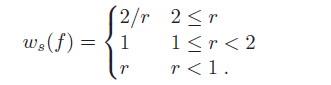 2/r 2 ≤ r
w_s(f) = { 1 1 ≤ r < 2
r r < 1 .